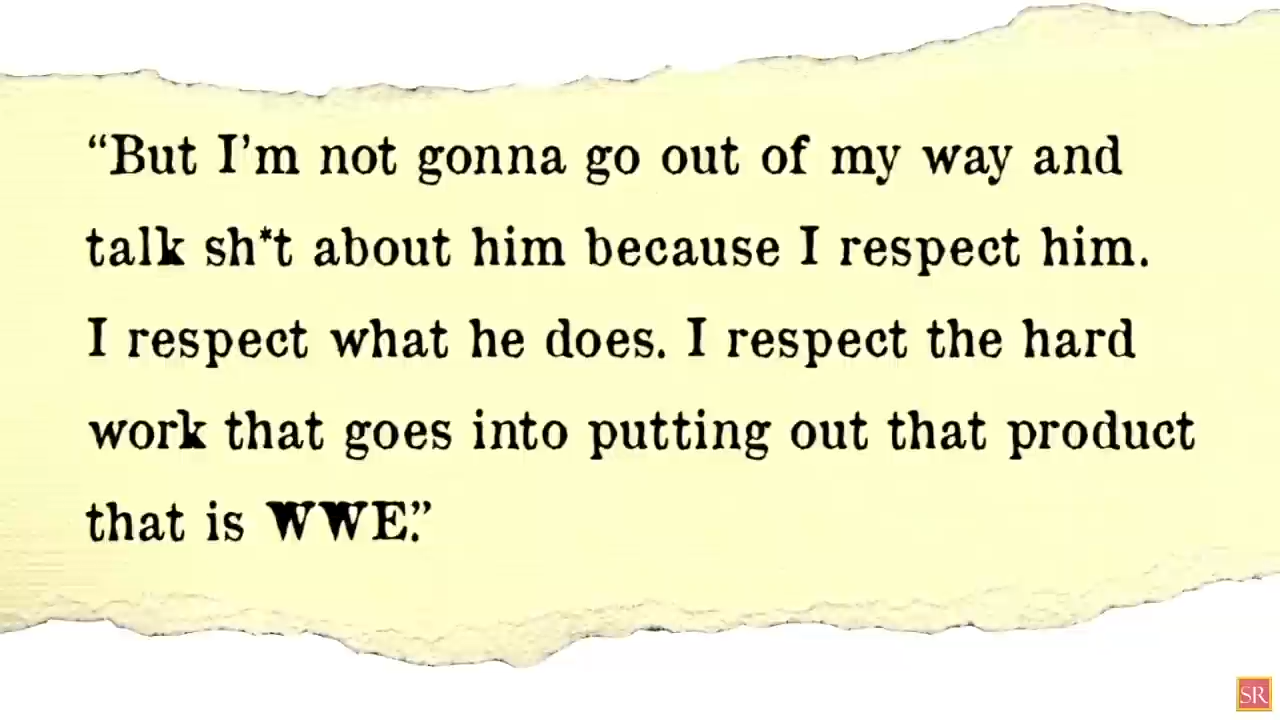 “But I’m not gonna go out of my way and
talk sh*t about him because I respect him.
I respect what he does. I respect the hard
work that goes into putting out that product
that is WWE.”
SR